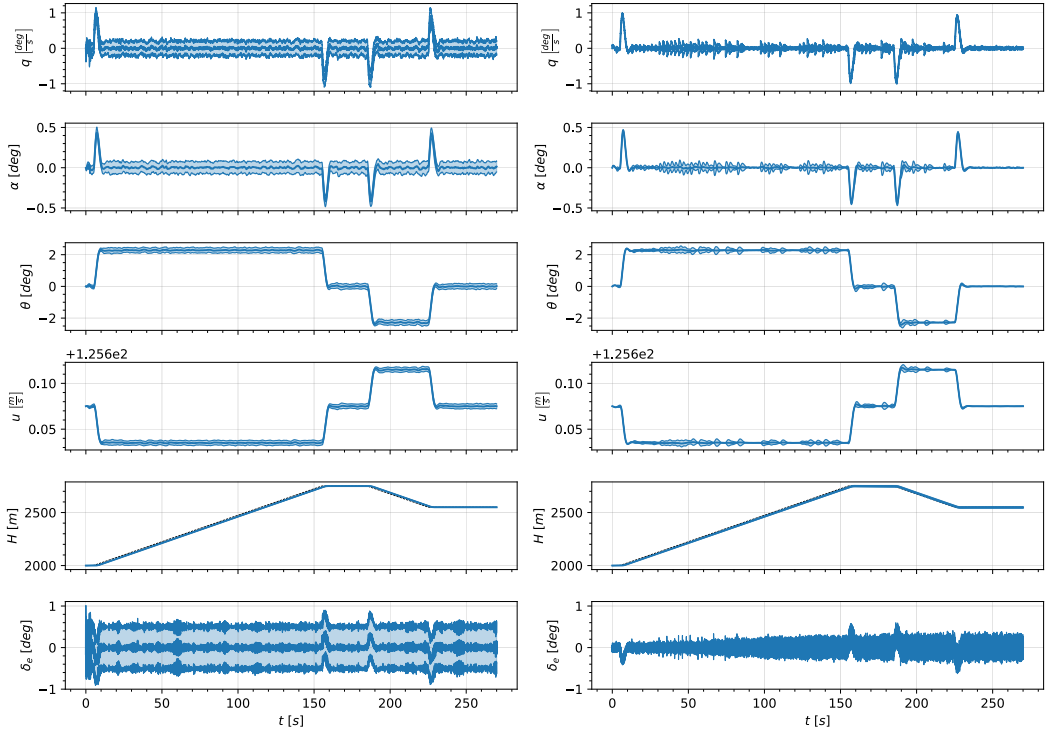 q [deg/s]
1
0
−1
q [deg/s]
1
0
−1
α [deg]
0.5
0.0
−0.5
α [deg]
0.5
0.0
−0.5
θ [deg]
2
0
−2
θ [deg]
2
0
−2
+1.256e2
u [m/s]
0.10
0.05
+1.256e2
u [m/s]
0.10
0.05
H [m]
2500
2000
H [m]
2500
2000
δe [deg]
1
0
−1
0 50 100 150 200 250
t [s]
δe [deg]
1
0
−1
0 50 100 150 200 250
t [s]